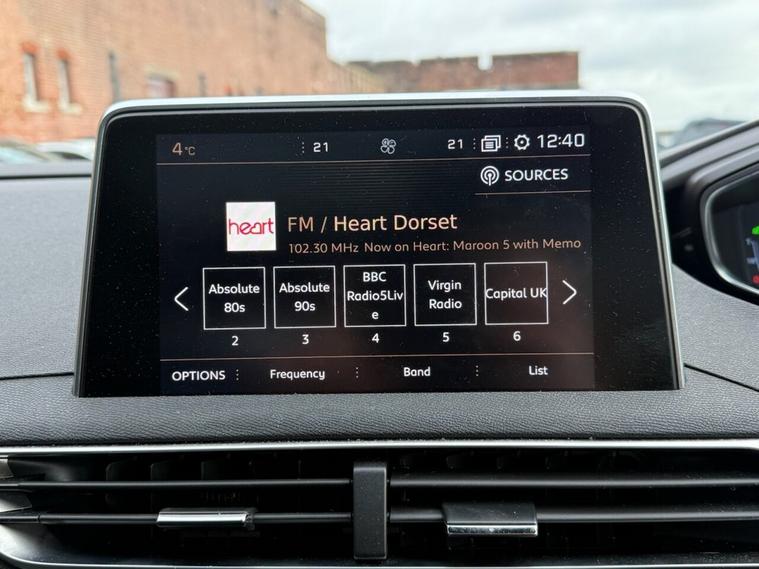 4°C 21 21 12:40
SOURCES
heart
FM / Heart Dorset
102.30 MHz Now on Heart: Maroon 5 with Memo
Absolute
80s
Absolute
90s
BBC
Radio5Liv
e
Virgin
Radio
Capital UK
2 3 4 5 6
OPTIONS Frequency Band List